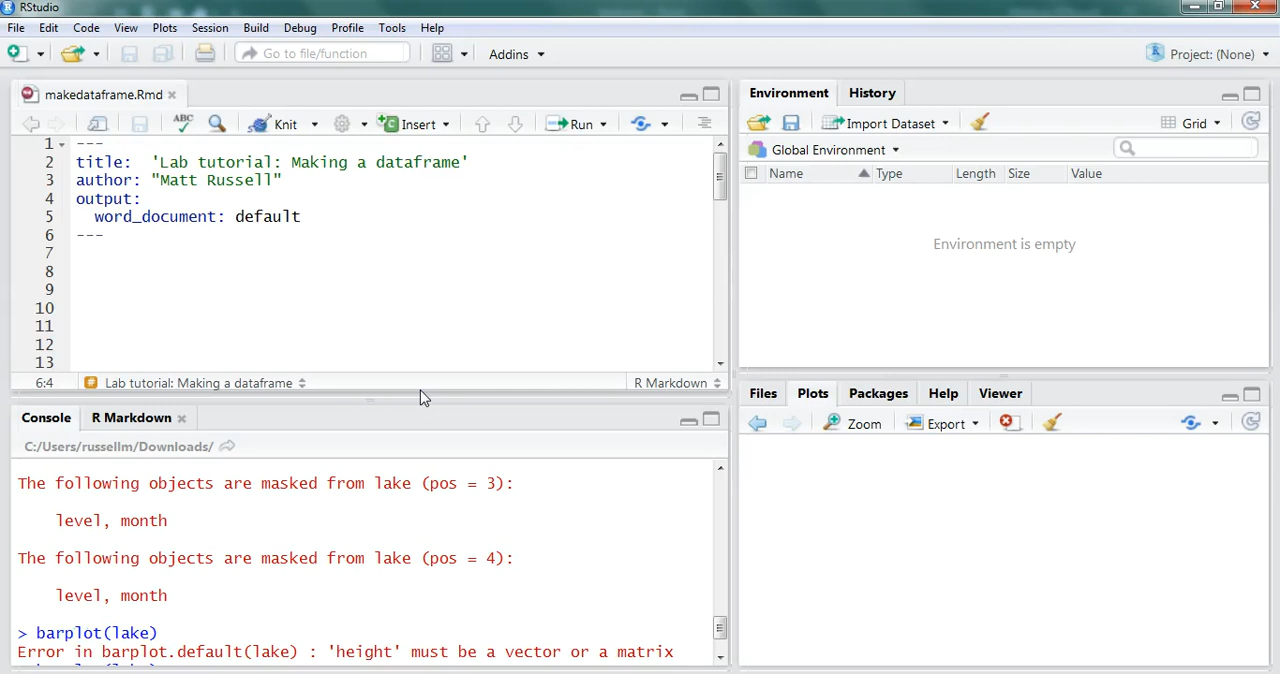 RStudio
File Edit Code View Plots Session Build Debug Profile Tools Help
Go to file/function Addins Project: (None)
makedataframe.Rmd
ABC Knit Insert Run
1 ---
2 title: 'Lab tutorial: Making a dataframe'
3 author: "Matt Russell"
4 output:
5 word_document: default
6 ---
7
8
9
10
11
12
13
6:4 Lab tutorial: Making a dataframe R Markdown
Console R Markdown
C:/Users/russellm/Downloads/
The following objects are masked from lake (pos = 3):
level, month
The following objects are masked from lake (pos = 4):
level, month
> barplot(lake)
Error in barplot.default(lake) : 'height' must be a vector or a matrix
Environment History
Import Dataset Grid
Global Environment
Name Type Length Size Value
Environment is empty
Files Plots Packages Help Viewer
Zoom Export